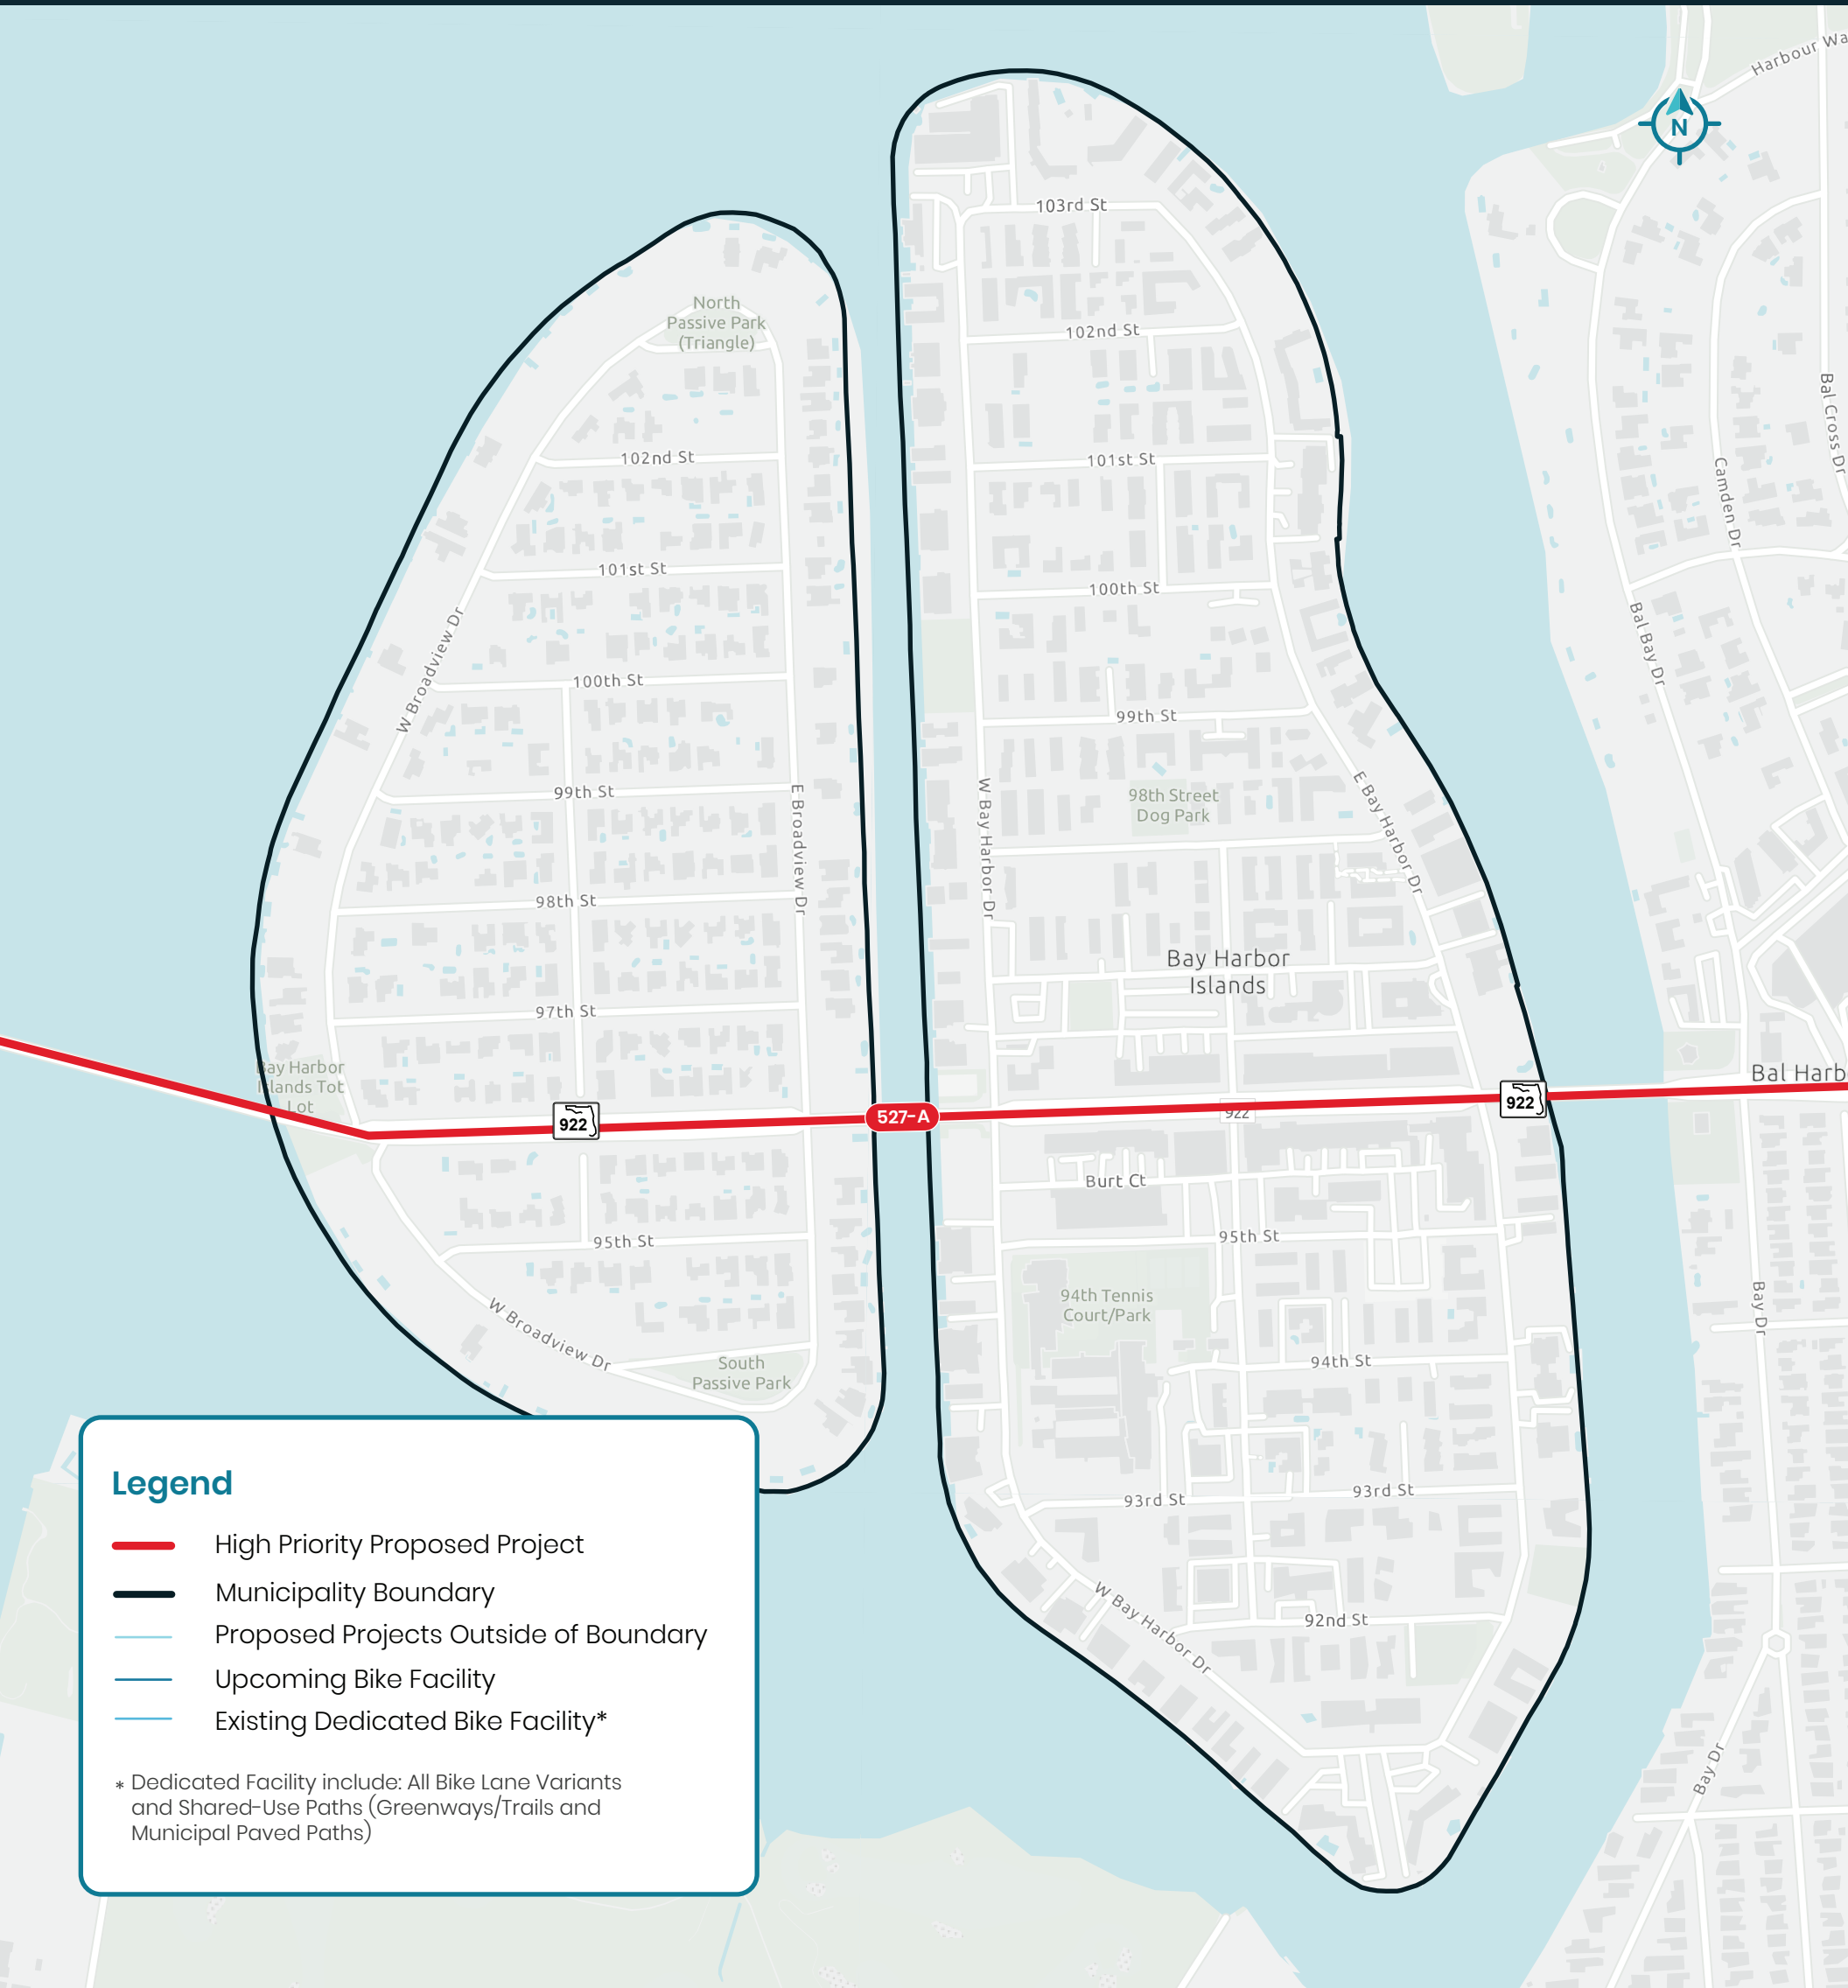 Harbour Wa
N
103rd St
North
Passive Park
(Triangle)
102nd St
Bal Cross Dr
102nd St
101st St
Camden Dr
101st St
100th St
W Broadview Dr
Bal Bay Dr
100th St
99th St
E Bay Harbor Dr
99th St
E Broadview Dr
W Bay Harbor Dr
98th Street
Dog Park
98th St
Bay Harbor
Islands
97th St
Bay Harbor
Islands Tot
Lot
Bal Harb
922
527-A
922
922
Burt Ct
95th St
95th St
94th Tennis
Court/Park
Bay Dr
W Broadview Dr
South
Passive Park
94th St
93rd St
93rd St
W Bay Harbor Dr
92nd St
Bay Dr
Legend
High Priority Proposed Project
Municipality Boundary
Proposed Projects Outside of Boundary
Upcoming Bike Facility
Existing Dedicated Bike Facility*
* Dedicated Facility include: All Bike Lane Variants
and Shared-Use Paths (Greenways/Trails and
Municipal Paved Paths)